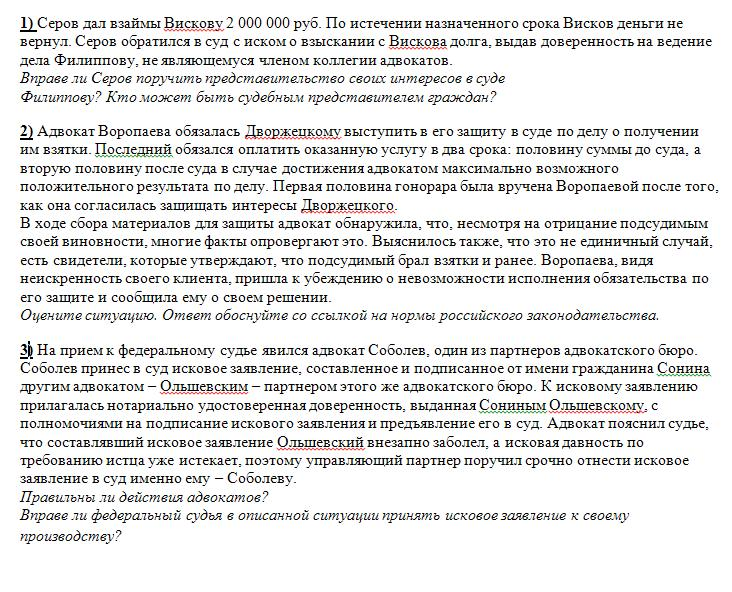 1) Серов дал взаймы Вискову 2 000 000 руб. По истечении назначенного срока Висков деньги не
вернул. Серов обратился в суд с иском о взыскании с Вискова долга, выдав доверенность на ведение
дела Филиппову, не являющемуся членом коллегии адвокатов.
Вправе ли Серов поручить представительство своих интересов в суде
Филиппову? Кто может быть судебным представителем граждан?
2) Адвокат Воропаева обязалась Дворжецкому выступить в его защиту в суде по делу о получении
им взятки. Последний обязался оплатить оказанную услугу в два срока: половину суммы до суда, а
вторую половину после суда в случае достижения адвокатом максимально возможного
положительного результата по делу. Первая половина гонорара была вручена Воропаевой после того,
как она согласилась защищать интересы Дворжецкого.
В ходе сбора материалов для защиты адвокат обнаружила, что, несмотря на отрицание подсудимым
своей виновности, многие факты опровергают это. Выяснилось также, что это не единичный случай,
есть свидетели, которые утверждают, что подсудимый брал взятки и ранее. Воропаева, видя
неискренность своего клиента, пришла к убеждению о невозможности исполнения обязательства по
его защите и сообщила ему о своем решении.
Оцените ситуацию. Ответ обоснуйте со ссылкой на нормы российского законодательства.
3) На прием к федеральному судье явился адвокат Соболев, один из партнеров адвокатского бюро.
Соболев принес в суд исковое заявление, составленное и подписанное от имени гражданина Сонина
другим адвокатом – Ольшевским – партнером этого же адвокатского бюро. К исковому заявлению
прилагалась нотариально удостоверенная доверенность, выданная Сониным Ольшевскому, с
полномочиями на подписание искового заявления и предъявление его в суд. Адвокат пояснил судье,
что составлявший исковое заявление Ольшевский внезапно заболел, а исковая давность по
требованию истца уже истекает, поэтому управляющий партнер поручил срочно отнести исковое
заявление в суд именно ему – Соболеву.
Правильны ли действия адвокатов?
Вправе ли федеральный судья в описанной ситуации принять исковое заявление к своему
производству?